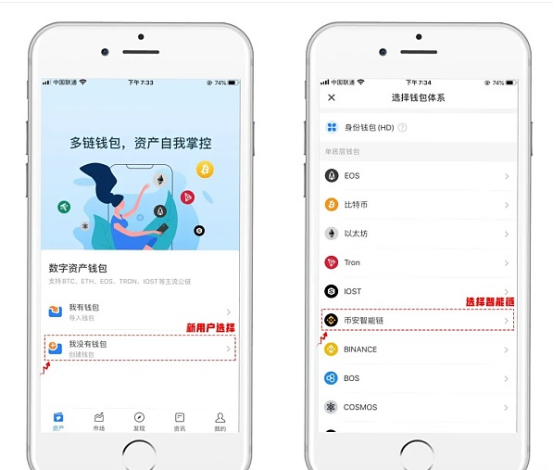 中国联通
下午7:33
74%
多链钱包，资产自我掌控
数字资产钱包
支持BTC、ETH、EOS、TRON、IOST等主流公链
我有钱包
导入钱包
新用户选择
我没有钱包
创建钱包
资产
市场
发现
资讯
我的
中国联通
下午7:34
74%
选择钱包体系
身份钱包 (HD)
单底层钱包
EOS
比特币
以太坊
Tron
IOST
选择智能链
币安智能链
BINANCE
BOS
COSMOS